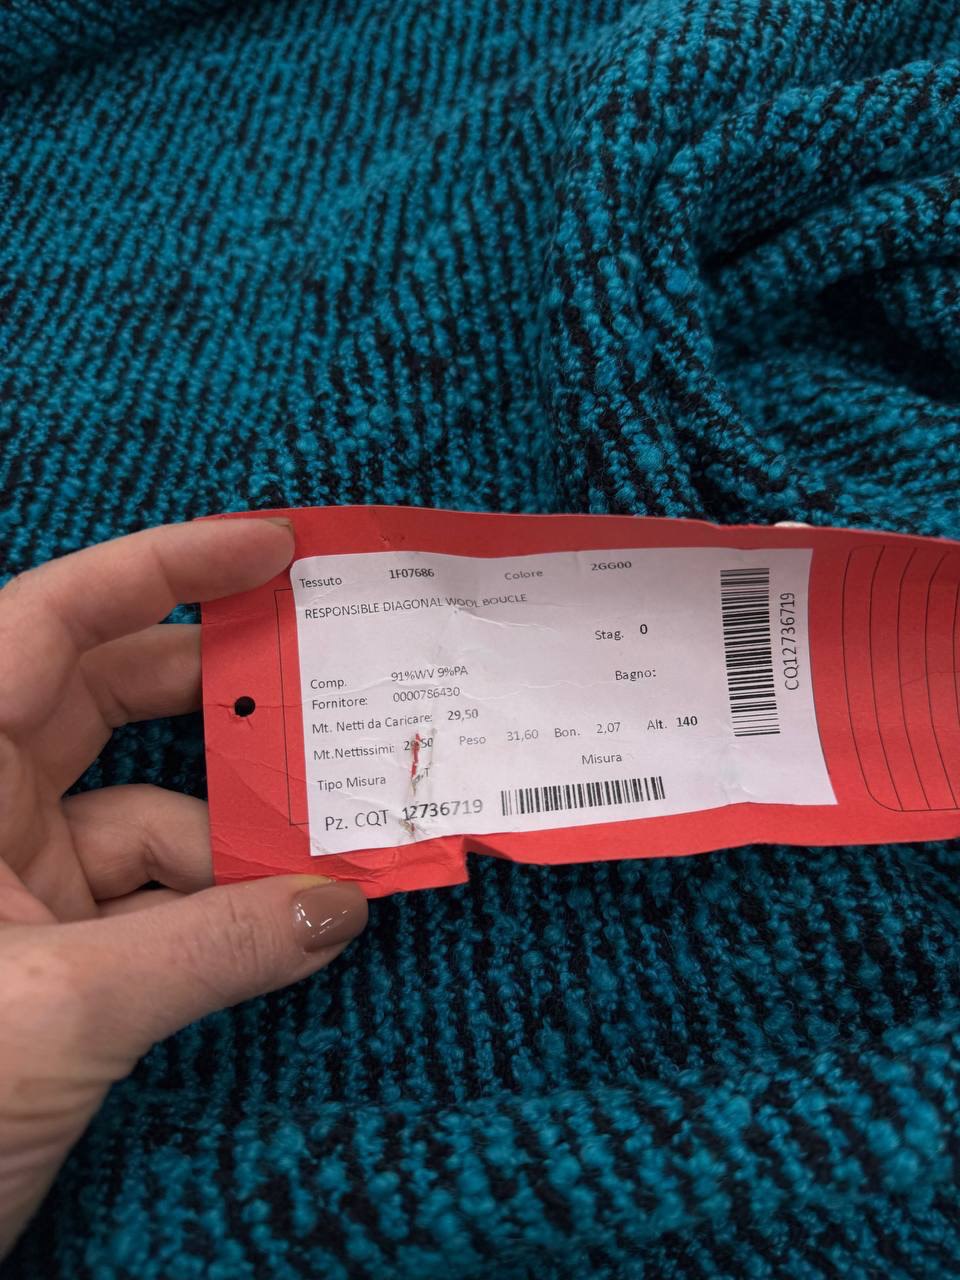 Tessuto 1F07686 Colore 2GG00
RESPONSIBLE DIAGONAL WOOL BOUCLE
Stag. 0
Comp. 91%WV 9%PA Bagno:
Fornitore: 0000786430
Mt. Netti da Caricare: 29,50
Mt.Nettissimi: Peso 31,60 Bon. 2,07 Alt. 140
Tipo Misura Misura
Pz. CQT 12736719
CQ12736719